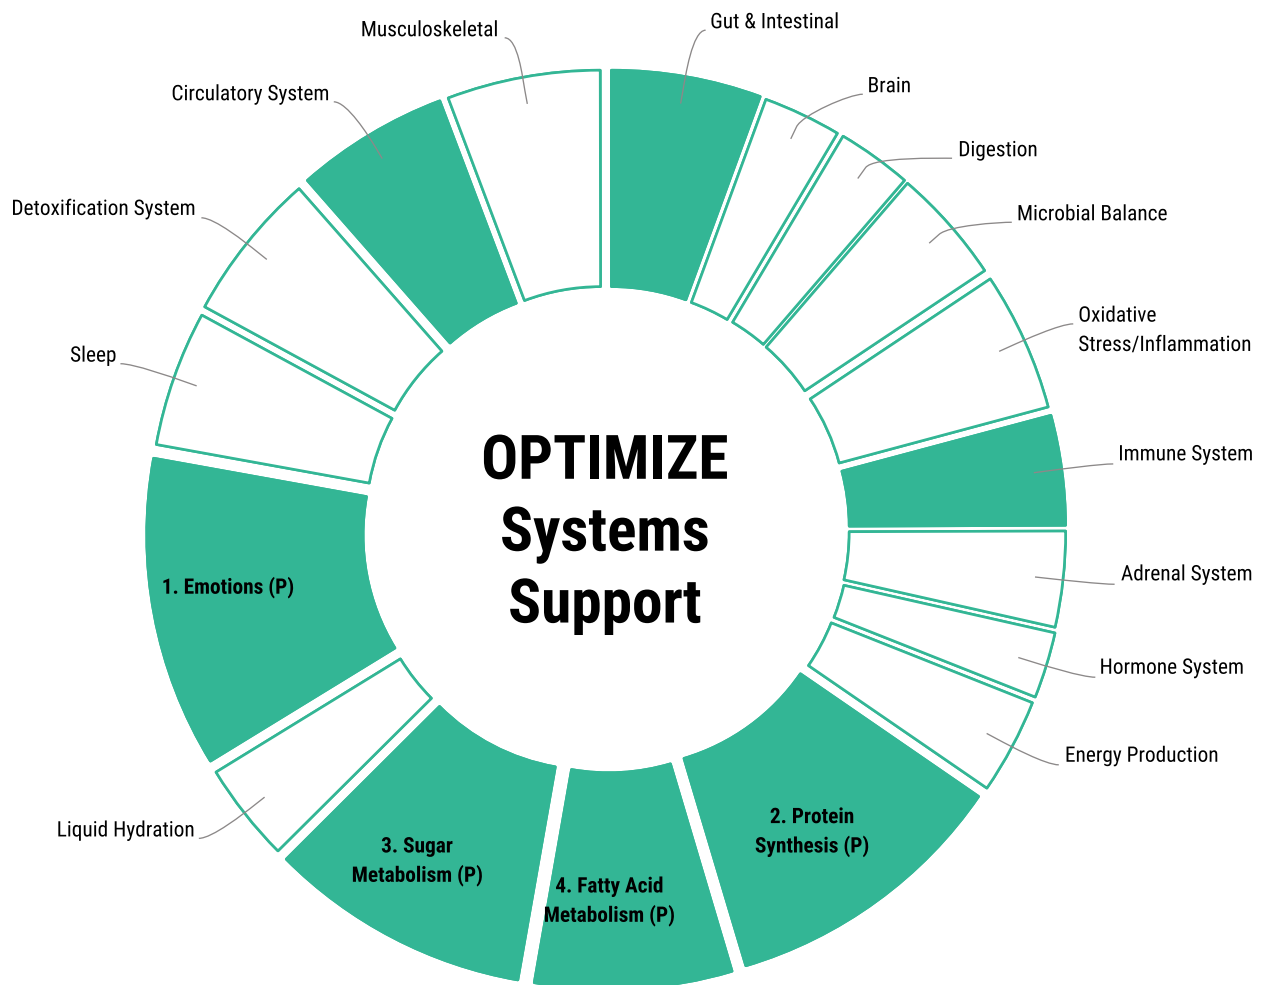 Musculoskeletal
Gut & Intestinal
Circulatory System
Brain
Digestion
Detoxification System
Microbial Balance
Oxidative
Stress/Inflammation
Sleep
Immune System
OPTIMIZE
Systems
Support
Adrenal System
1. Emotions (P)
Hormone System
Energy Production
Liquid Hydration
2. Protein
Synthesis (P)
3. Sugar
Metabolism (P)
4. Fatty Acid
Metabolism (P)